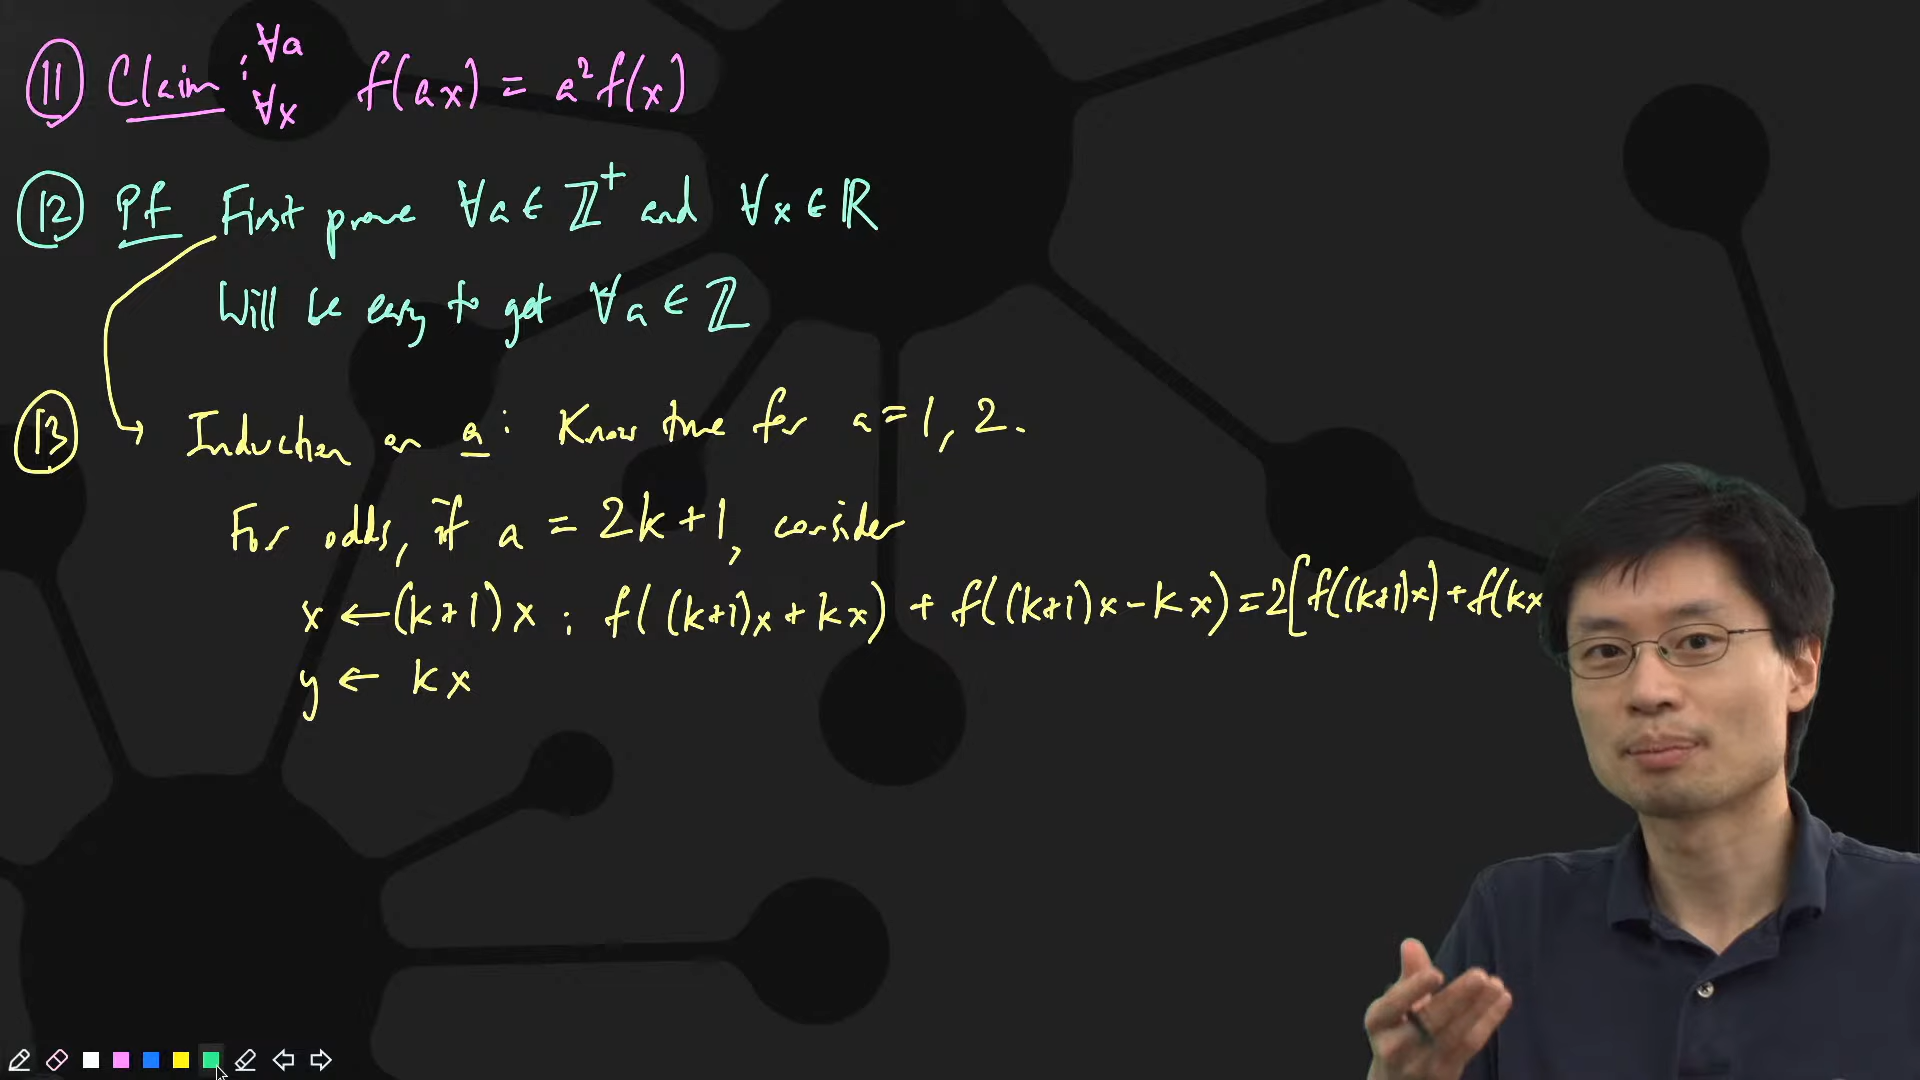 ⑪ Claim : ∀a
∀x f(ax) = a²f(x)
⑫ Pf First prove ∀a ∈ ℤ⁺ and ∀x ∈ ℝ
Will be easy to get ∀a ∈ ℤ
⑬ Induction on a : Know true for a = 1, 2.
For odds, if a = 2k+1, consider
x ← (k+1)x : f((k+1)x + kx) + f((k+1)x - kx) = 2[f((k+1)x) + f(kx
y ← kx